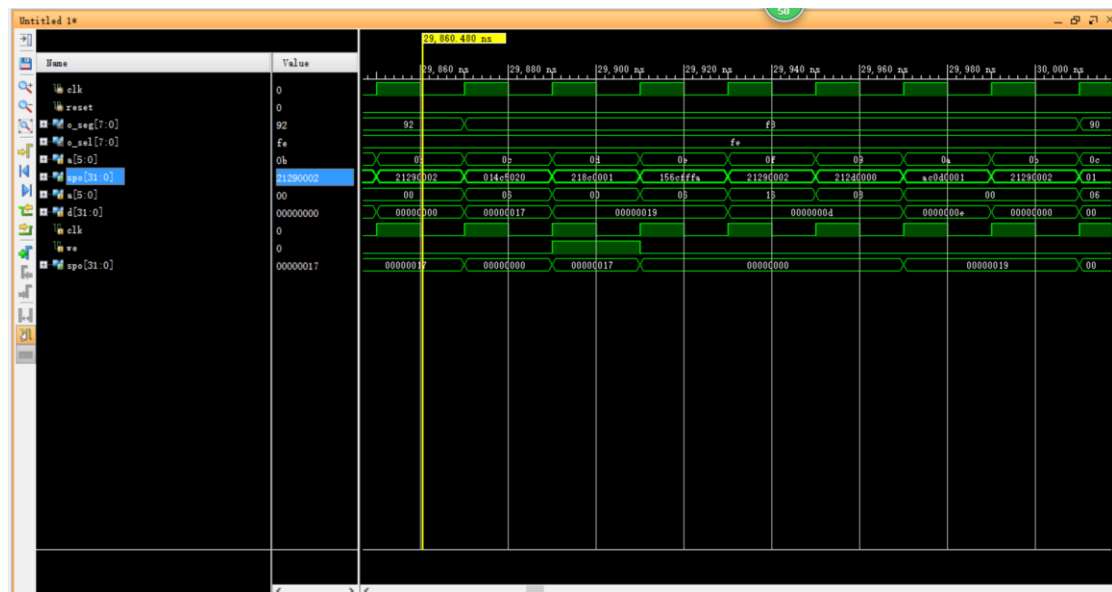 Untitled 1*
50
29,860.480 ns
Name Value
29,860 ns 29,880 ns 29,900 ns 29,920 ns 29,940 ns 29,960 ns 29,980 ns 30,000 ns
clk 0
reset 0
o_seg[7:0] 92 92 f8 90
o_sel[7:0] fe fe
a[5:0] 0b 0c 0d 0e 0f 09 0a 0b 0c
spo[31:0] 21290002 21290002 014c5020 218c0001 156cfffa 21290002 212d0000 ac0d0001 21290002 01
a[5:0] 00 00 00 00 06
d[31:0] 00000000 00000000 00000017 00000019 0000000d 0000000e 00000000 00
clk 0
we 0
spo[31:0] 00000017 00000017 00000000 00000017 00000000 00000019 00